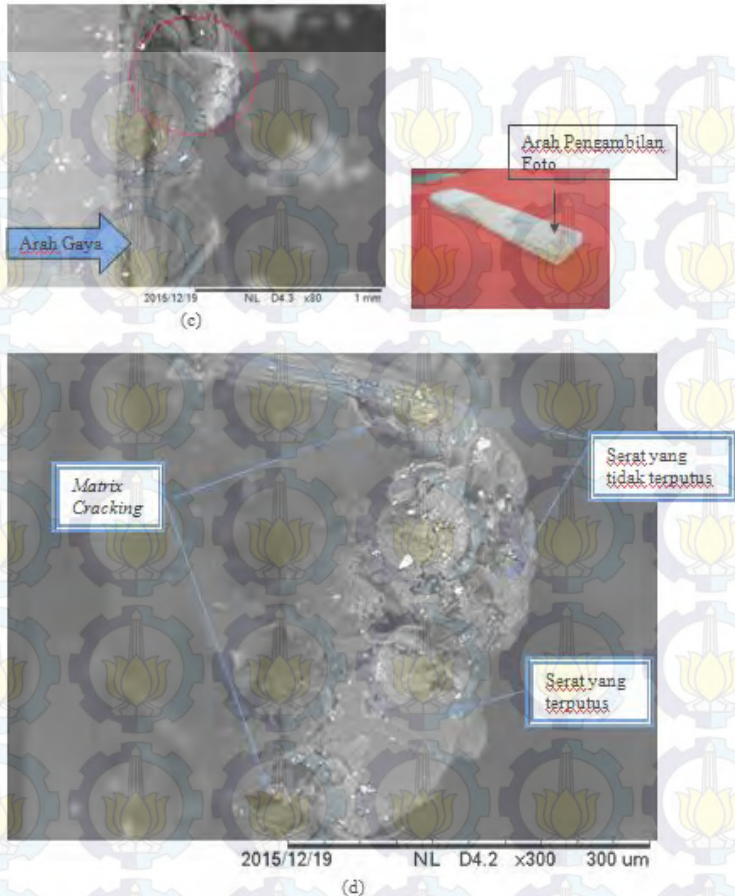 Arah Pengambilan
Foto
Arah Gaya
2015/12/19 NL D4.3 x80 1 mm
(c)
Matrix
Cracking
Serat yang
tidak terputus
Serat yang
terputus
2015/12/19 NL D4.2 x300 300 um
(d)